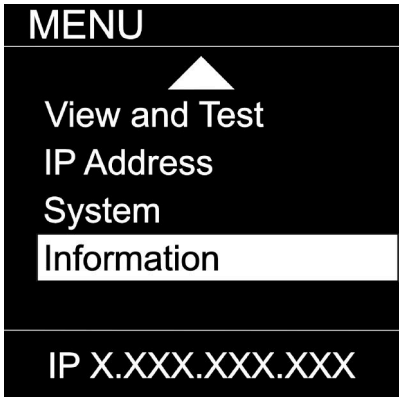 MENU
View and Test
IP Address
System
Information
IP X.XXX.XXX.XXX